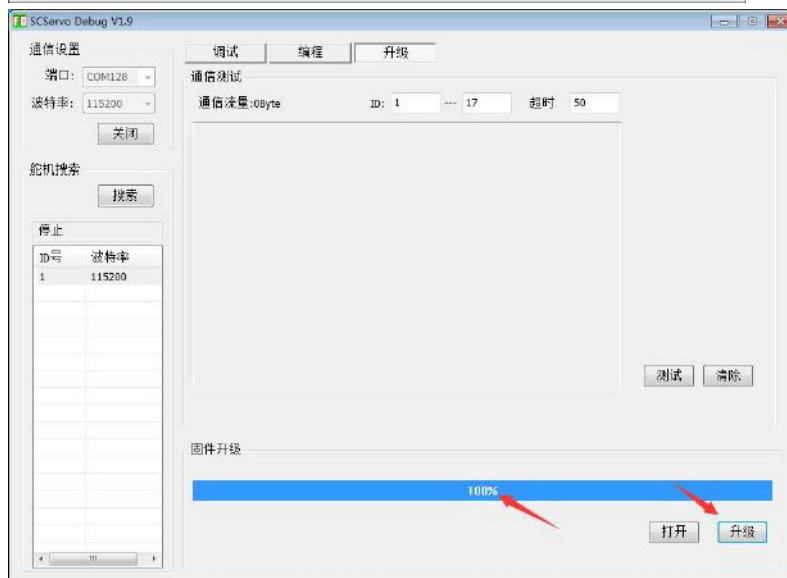 SCServo Debug V1.9
通信设置
端口: COM128
波特率: 115200
关闭
舵机搜索
搜索
停止
ID号 波特率
1 115200
调试 编程 升级
通信测试
通信流量:0Byte ID: 1 --- 17 超时 50
测试 清除
固件升级
100%
打开 升级